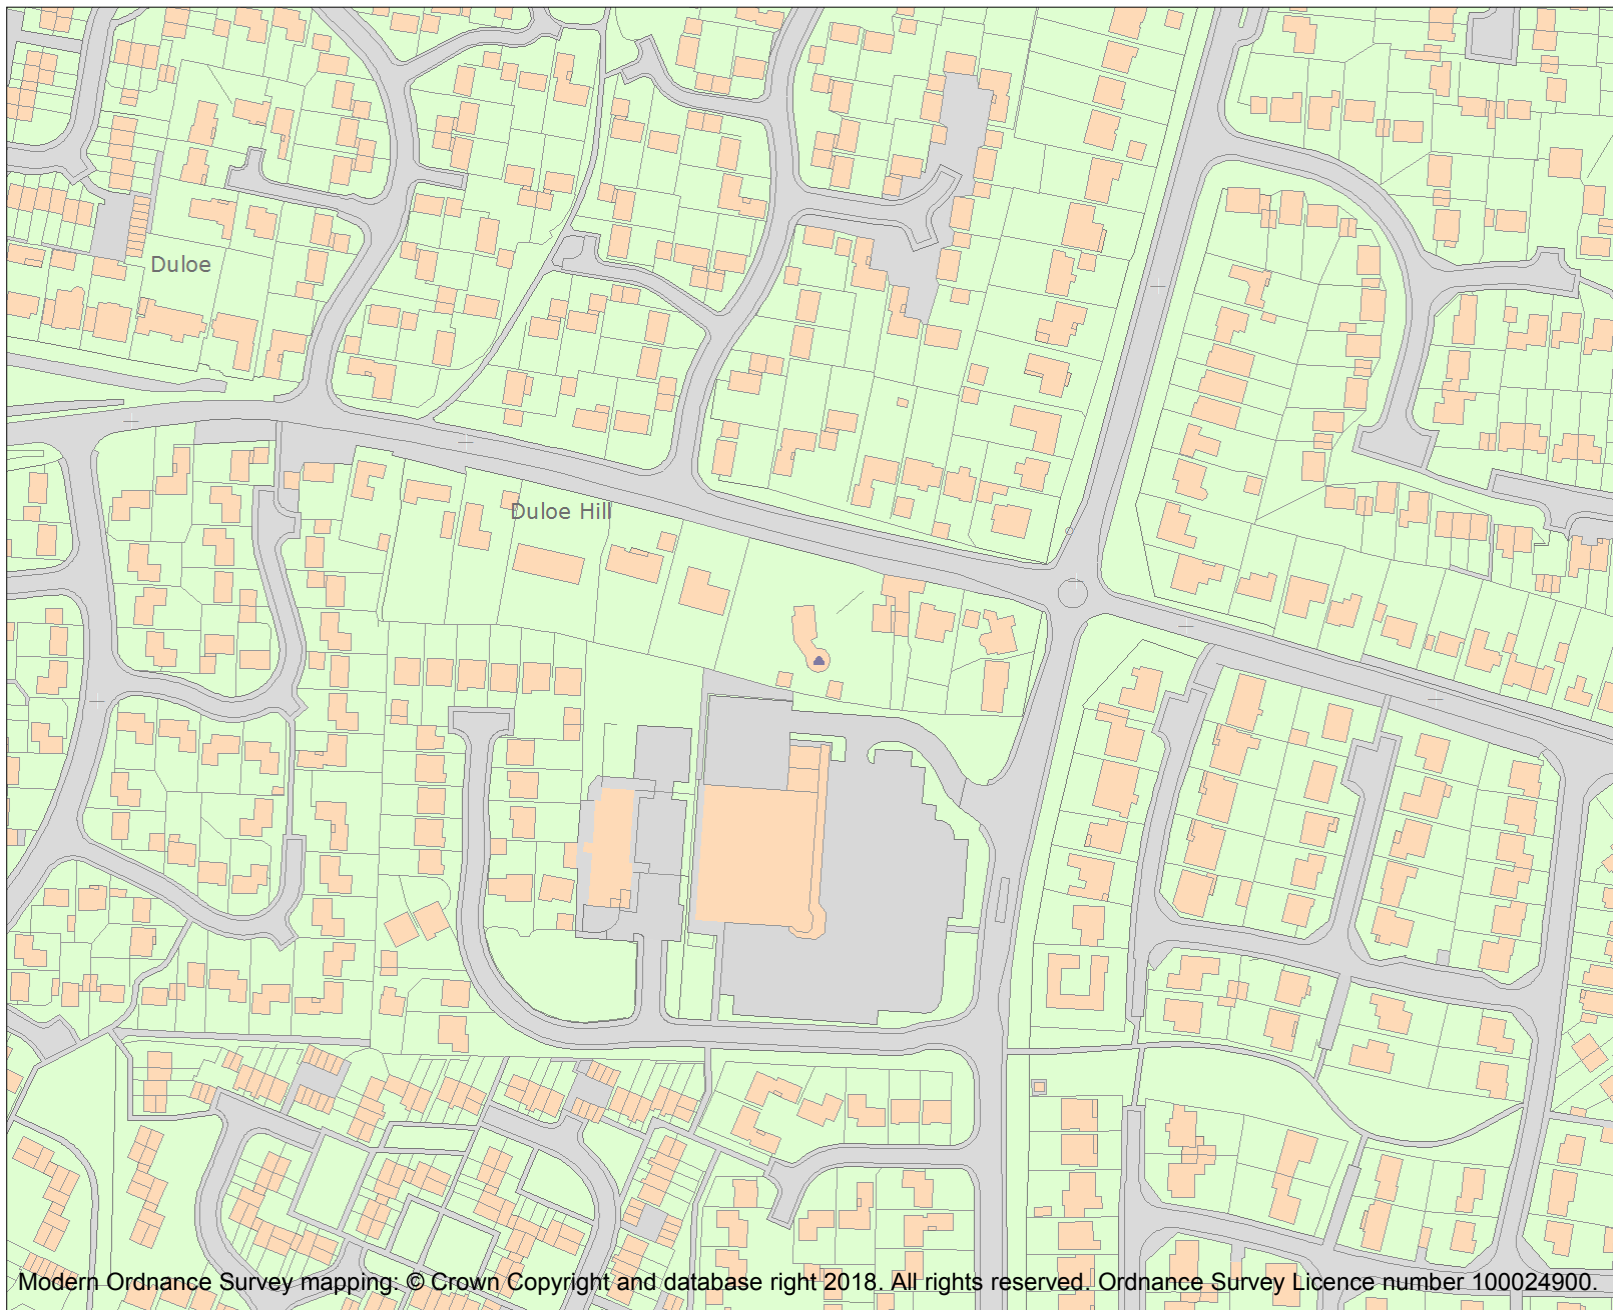 Duloe
Duloe Hill
Modern Ordnance Survey mapping: © Crown Copyright and database right 2018. All rights reserved. Ordnance Survey Licence number 100024900.